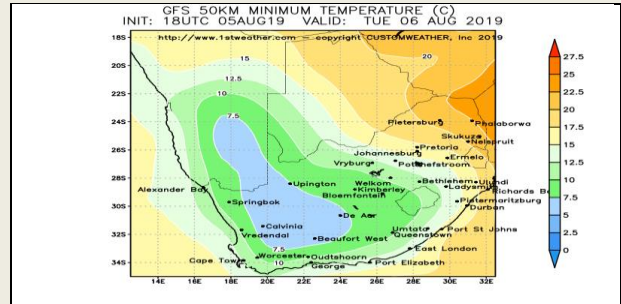 GFS 50KM MINIMUM TEMPERATURE (C)
INIT: 18UTC 05AUG19 VALID: TUE 06 AUG 2019
http://www.1stweather.com — copyright CUSTOMWEATHER, Inc 2019
18S
20S
22S
24S
26S
28S
30S
32S
34S
15
20
12.5
10
7.5
Pietersburg
Phalaborwa
Skukuza
Nelspruit
Pretoria
Johannesburg
Ermelo
Vryburg
Potchefstroom
Alexander Bay
Upington
Welkom
Bethlehem
Ulundi
Kimberley
Ladysmith
Bloemfontein
Richards
Springbok
Pietermaritzburg
Durban
De Aar
Calvinia
Vredendal
Beaufort West
Umtata
Port St Johns
Queenstown
7.5
East London
Cape Town
Worcester
Oudtshoorn
10
George
Port Elizabeth
14E 16E 18E 20E 22E 24E 26E 28E 30E 32E
27.5
25
22.5
20
17.5
15
12.5
10
7.5
5
2.5
0